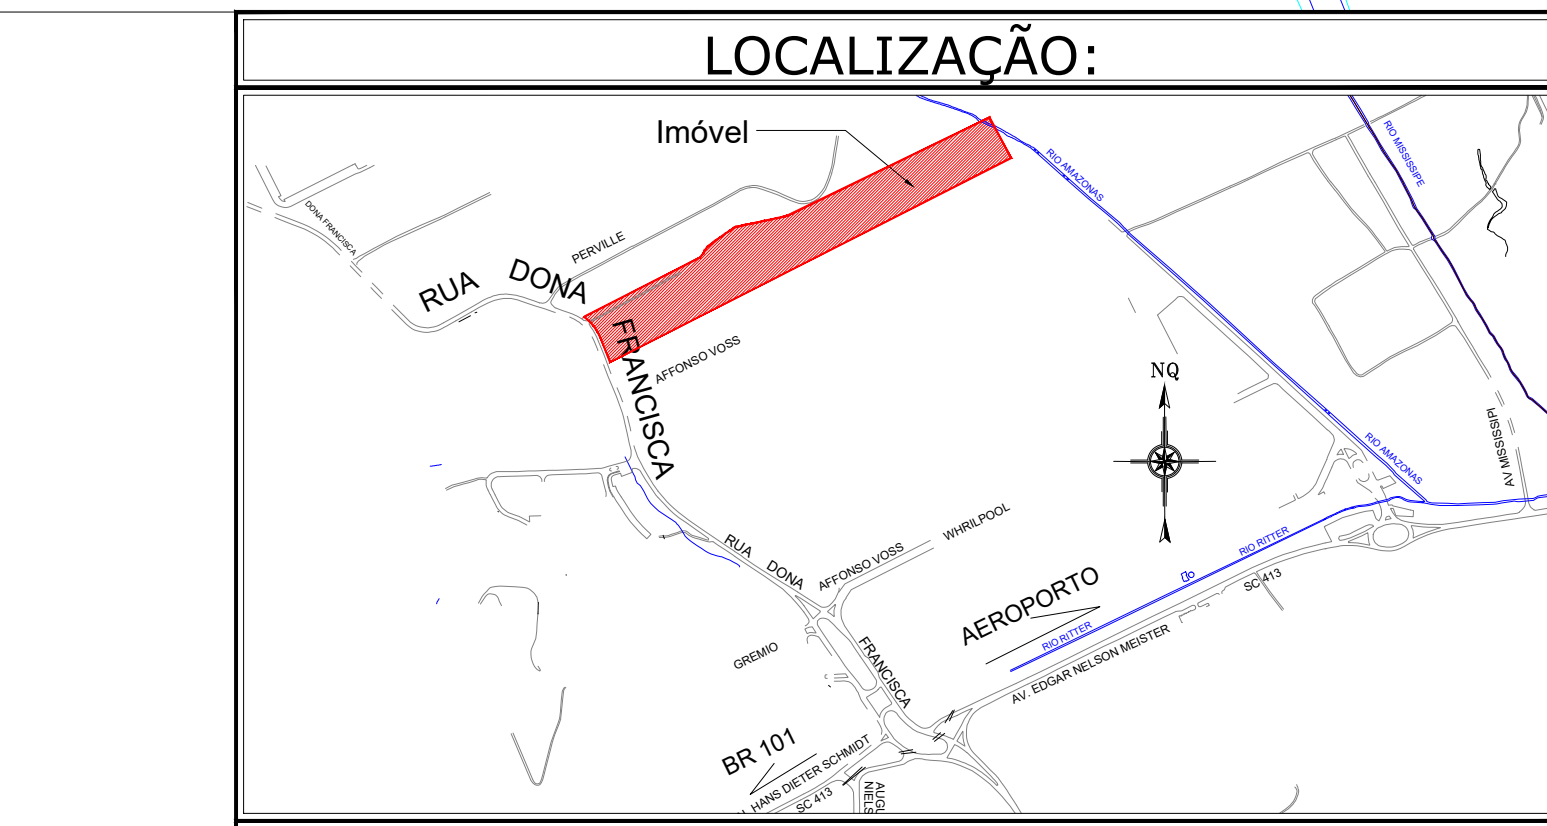 LOCALIZAÇÃO:
Imóvel
RIO AMAZONAS
RIO MISSISSIPE
DONA FRANCISCA
PERVILLE
RUA DONA FRANCISCA
AFFONSO VOSS
NQ
AV MISSISSIPI
RIO AMAZONAS
WHRILPOOL
RUA DONA FRANCISCA
AFFONSO VOSS
RIO RITTER
SC 413
AEROPORTO
RIO RITTER
GREMIO
AV. EDGAR NELSON MEISTER
BR 101
HANS DIETER SCHMIDT
SC 413